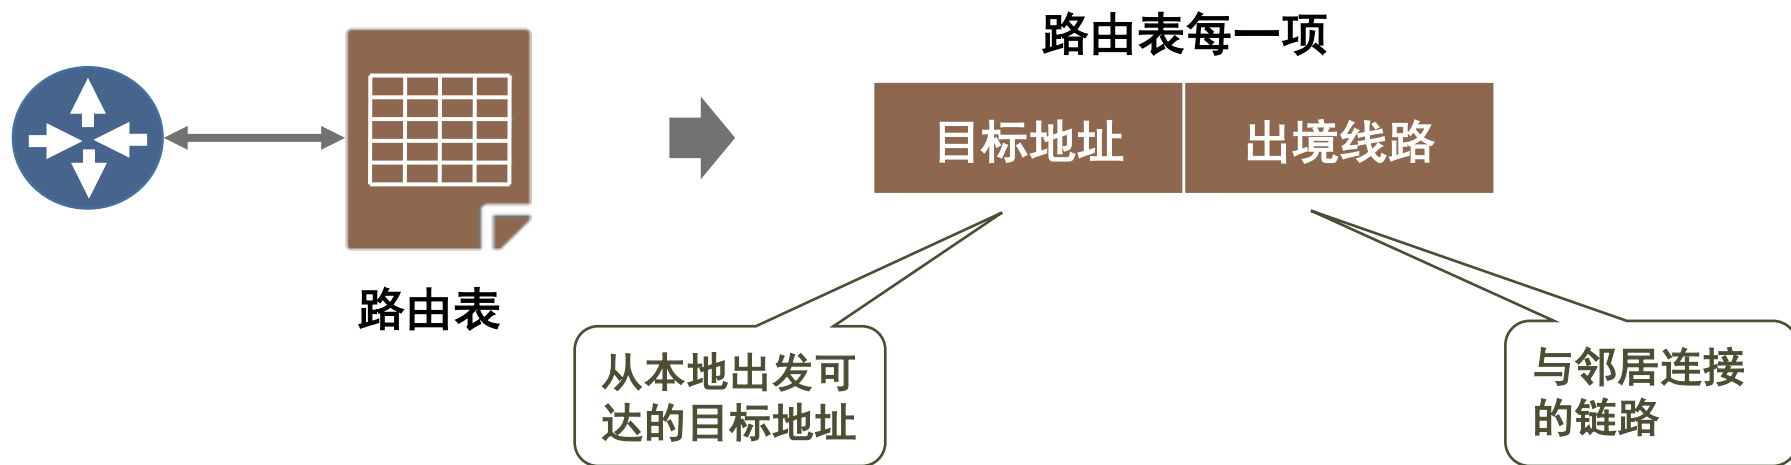 路由表每一项
目标地址
出境线路
路由表
从本地出发可
达的目标地址
与邻居连接
的链路